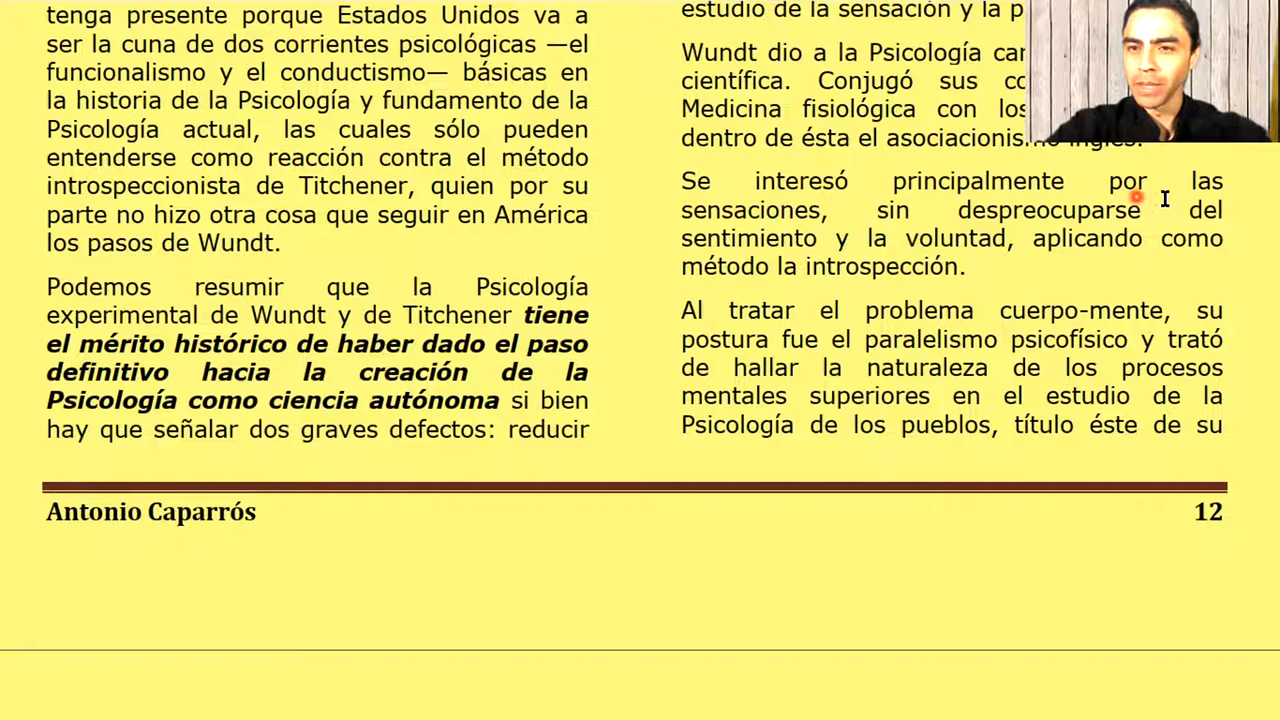 tenga presente porque Estados Unidos va a
ser la cuna de dos corrientes psicológicas —el
funcionalismo y el conductismo— básicas en
la historia de la Psicología y fundamento de la
Psicología actual, las cuales sólo pueden
entenderse como reacción contra el método
introspeccionista de Titchener, quien por su
parte no hizo otra cosa que seguir en América
los pasos de Wundt.
Podemos resumir que la Psicología
experimental de Wundt y de Titchener tiene
el mérito histórico de haber dado el paso
definitivo hacia la creación de la
Psicología como ciencia autónoma si bien
hay que señalar dos graves defectos: reducir
estudio de la sensación y la
Wundt dio a la Psicología
científica. Conjugó sus
Medicina fisiológica con los
dentro de ésta el asociacionismo inglés.
Se interesó principalmente por las
sensaciones, sin despreocuparse del
sentimiento y la voluntad, aplicando como
método la introspección.
Al tratar el problema cuerpo-mente, su
postura fue el paralelismo psicofísico y trató
de hallar la naturaleza de los procesos
mentales superiores en el estudio de la
Psicología de los pueblos, título éste de su
Antonio Caparrós 12